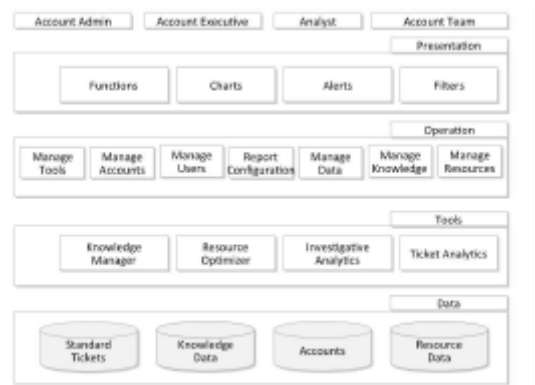 Account Admin
Account Executive
Analyst
Account Team
Presentation
Functions
Charts
Alerts
Filters
Operation
Manage
Tools
Manage
Accounts
Manage
Users
Report
Configuration
Manage
Data
Manage
Knowledge
Manage
Resources
Tools
Knowledge
Manager
Resource
Optimizer
Investigative
Analytics
Ticket Analytics
Data
Standard
Tickets
Knowledge
Data
Accounts
Resource
Data